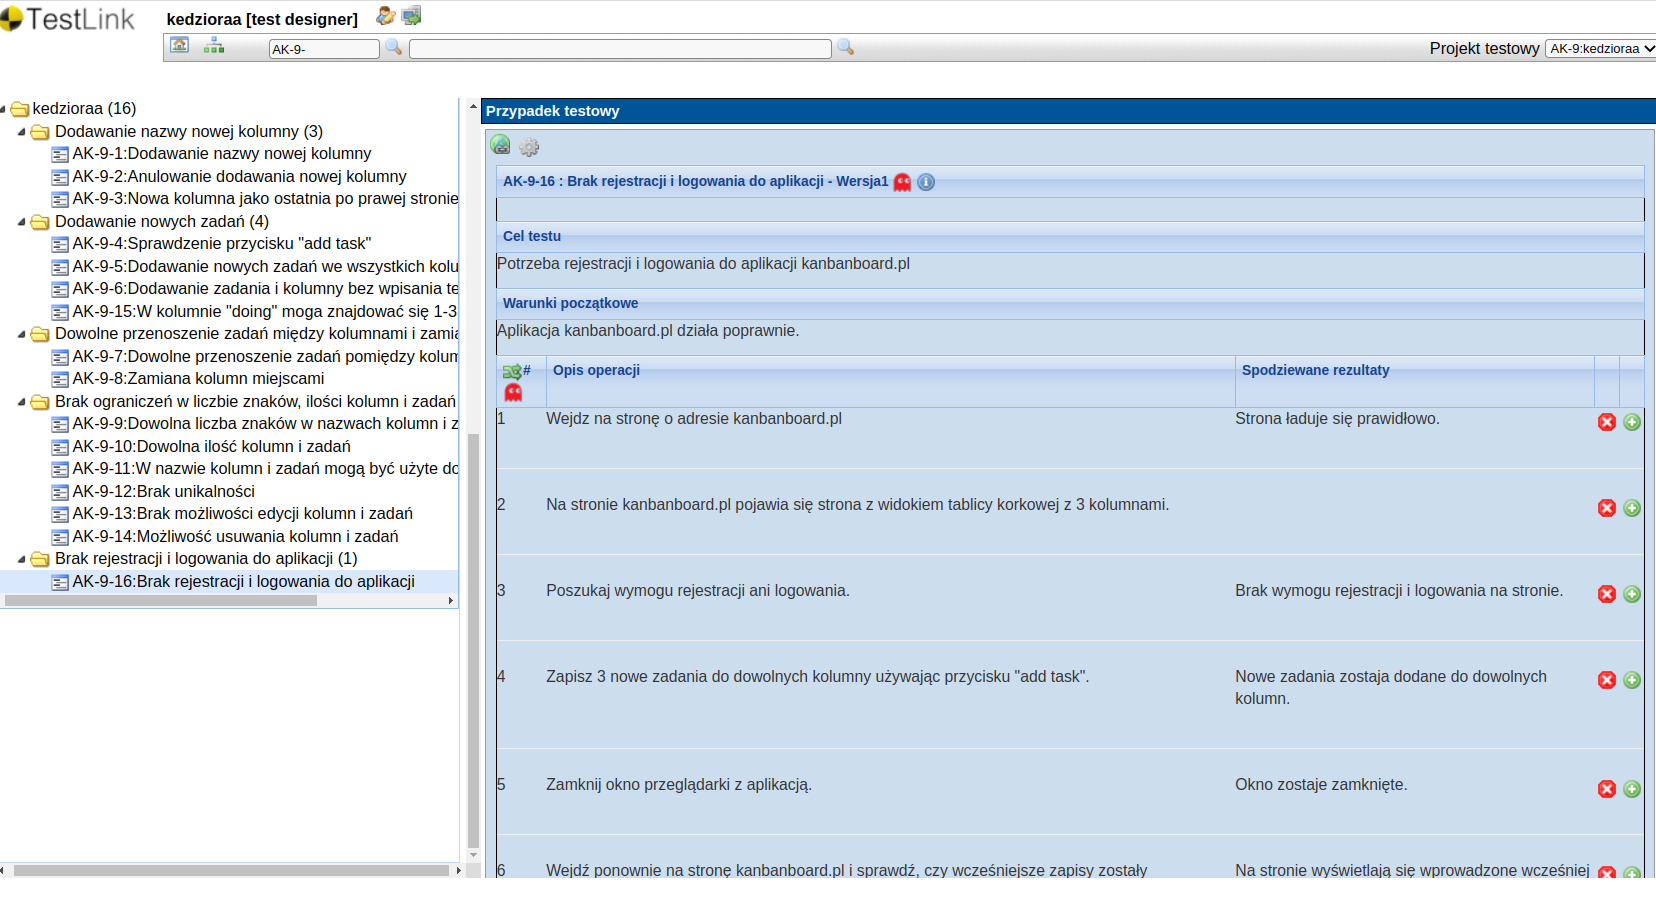 TestLink
kedzioraa [test designer]
AK-9-
Projekt testowy AK-9:kedzioraa
kedzioraa (16)
Dodawanie nazwy nowej kolumny (3)
AK-9-1:Dodawanie nazwy nowej kolumny
AK-9-2:Anulowanie dodawania nowej kolumny
AK-9-3:Nowa kolumna jako ostatnia po prawej stronie
Dodawanie nowych zadań (4)
AK-9-4:Sprawdzenie przycisku "add task"
AK-9-5:Dodawanie nowych zadań we wszystkich kolu
AK-9-6:Dodawanie zadania i kolumny bez wpisania te
AK-9-15:W kolumnie "doing" moga znajdować się 1-3
Dowolne przenoszenie zadań między kolumnami i zamia
AK-9-7:Dowolne przenoszenie zadań pomiędzy kolum
AK-9-8:Zamiana kolumn miejscami
Brak ograniczeń w liczbie znaków, ilości kolumn i zadań
AK-9-9:Dowolna liczba znaków w nazwach kolumn i z
AK-9-10:Dowolna ilość kolumn i zadań
AK-9-11:W nazwie kolumn i zadań mogą być użyte do
AK-9-12:Brak unikalności
AK-9-13:Brak możliwości edycji kolumn i zadań
AK-9-14:Możliwość usuwania kolumn i zadań
Brak rejestracji i logowania do aplikacji (1)
AK-9-16:Brak rejestracji i logowania do aplikacji
Przypadek testowy
AK-9-16 : Brak rejestracji i logowania do aplikacji - Wersja1
Cel testu
Potrzeba rejestracji i logowania do aplikacji kanbanboard.pl
Warunki początkowe
Aplikacja kanbanboard.pl działa poprawnie.
# Opis operacji Spodziewane rezultaty
1 Wejdz na stronę o adresie kanbanboard.pl Strona ładuje się prawidłowo.
2 Na stronie kanbanboard.pl pojawia się strona z widokiem tablicy korkowej z 3 kolumnami.
3 Poszukaj wymogu rejestracji ani logowania. Brak wymogu rejestracji i logowania na stronie.
4 Zapisz 3 nowe zadania do dowolnych kolumny używając przycisku "add task". Nowe zadania zostaja dodane do dowolnych
kolumn.
5 Zamknij okno przeglądarki z aplikacją. Okno zostaje zamknięte.
6 Wejdź ponownie na stronę kanbanboard.pl i sprawdź, czy wcześniejsze zapisy zostały Na stronie wyświetlają się wprowadzone wcześniej